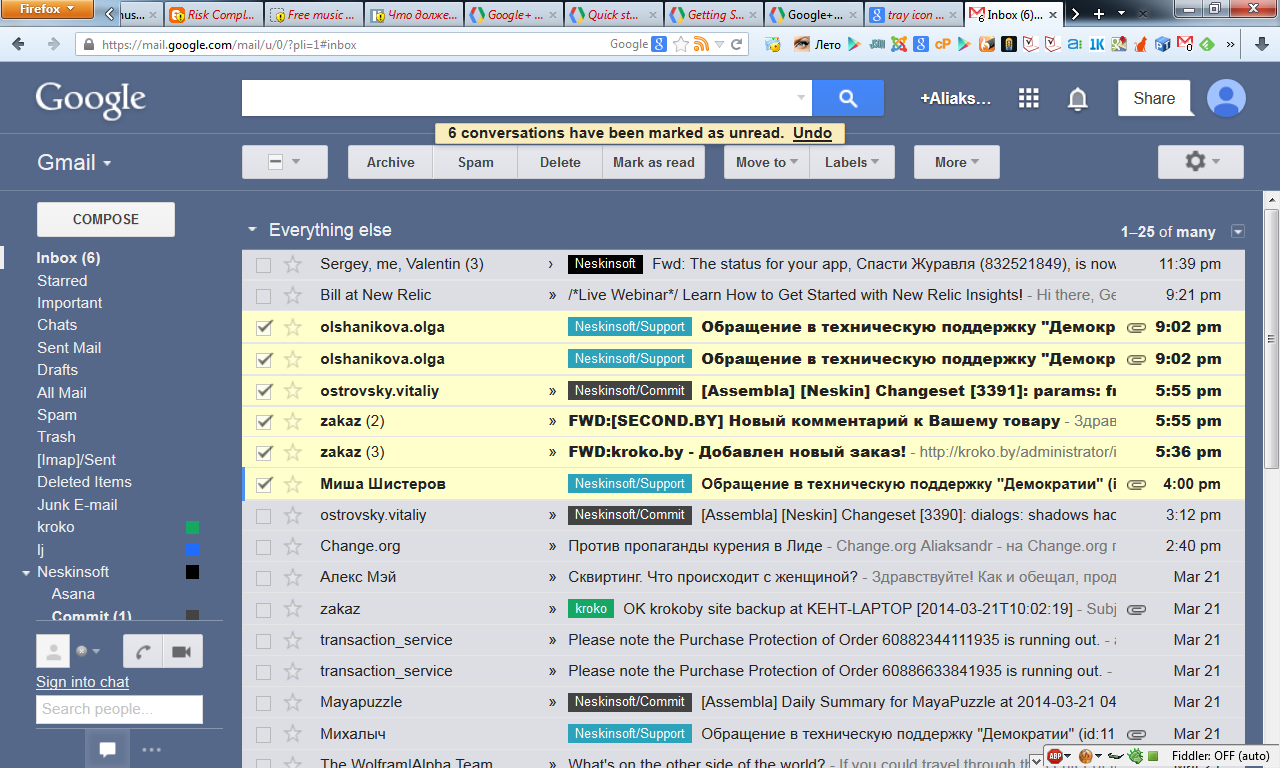 Firefox
nus...
Risk Compl...
Free music ...
Что долже...
Google+ ...
Quick st...
Getting S...
Google+...
tray icon ...
Inbox (6)...
https://mail.google.com/mail/u/0/?pli=1#inbox
Google
Лето
Google
+Aliaks...
Share
6 conversations have been marked as unread. Undo
Gmail
Archive
Spam
Delete
Mark as read
Move to
Labels
More
COMPOSE
Inbox (6)
Starred
Important
Chats
Sent Mail
Drafts
All Mail
Spam
Trash
[Imap]/Sent
Deleted Items
Junk E-mail
kroko
lj
Neskinsoft
Asana
Commit (1)
Sign into chat
Search people...
Everything else
1–25 of many
Sergey, me, Valentin (3) › Neskinsoft Fwd: The status for your app, Спасти Журавля (832521849), is now 11:39 pm
Bill at New Relic » /*Live Webinar*/ Learn How to Get Started with New Relic Insights! - Hi there, Ge 9:21 pm
olshanikova.olga Neskinsoft/Support Обращение в техническую поддержку "Демокр 9:02 pm
olshanikova.olga Neskinsoft/Support Обращение в техническую поддержку "Демокр 9:02 pm
ostrovsky.vitaliy » Neskinsoft/Commit [Assembla] [Neskin] Changeset [3391]: params: fi 5:55 pm
zakaz (2) » FWD:[SECOND.BY] Новый комментарий к Вашему товару - Здрав 5:55 pm
zakaz (3) » FWD:kroko.by - Добавлен новый заказ! - http://kroko.by/administrator/i 5:36 pm
Миша Шистеров Neskinsoft/Support Обращение в техническую поддержку "Демократии" (i 4:00 pm
ostrovsky.vitaliy » Neskinsoft/Commit [Assembla] [Neskin] Changeset [3390]: dialogs: shadows hac 3:12 pm
Change.org » Против пропаганды курения в Лиде - Change.org Aliaksandr - на Change.org г 2:40 pm
Алекс Мэй » Сквиртинг. Что происходит с женщиной? - Здравствуйте! Как и обещал, прод Mar 21
zakaz » kroko OK krokoby site backup at KEHT-LAPTOP [2014-03-21T10:02:19] - Subj Mar 21
transaction_service » Please note the Purchase Protection of Order 60882344111935 is running out. - Mar 21
transaction_service » Please note the Purchase Protection of Order 60886633841935 is running out. - Mar 21
Mayapuzzle » Neskinsoft/Commit [Assembla] Daily Summary for MayaPuzzle at 2014-03-21 04 Mar 21
Михалыч Neskinsoft/Support Обращение в техническую поддержку "Демократии" (id:11 Mar 21
The Wolfram|Alpha Team » What's on the other side of the world? - If you could travel through th
ABP
Fiddler: OFF (auto)